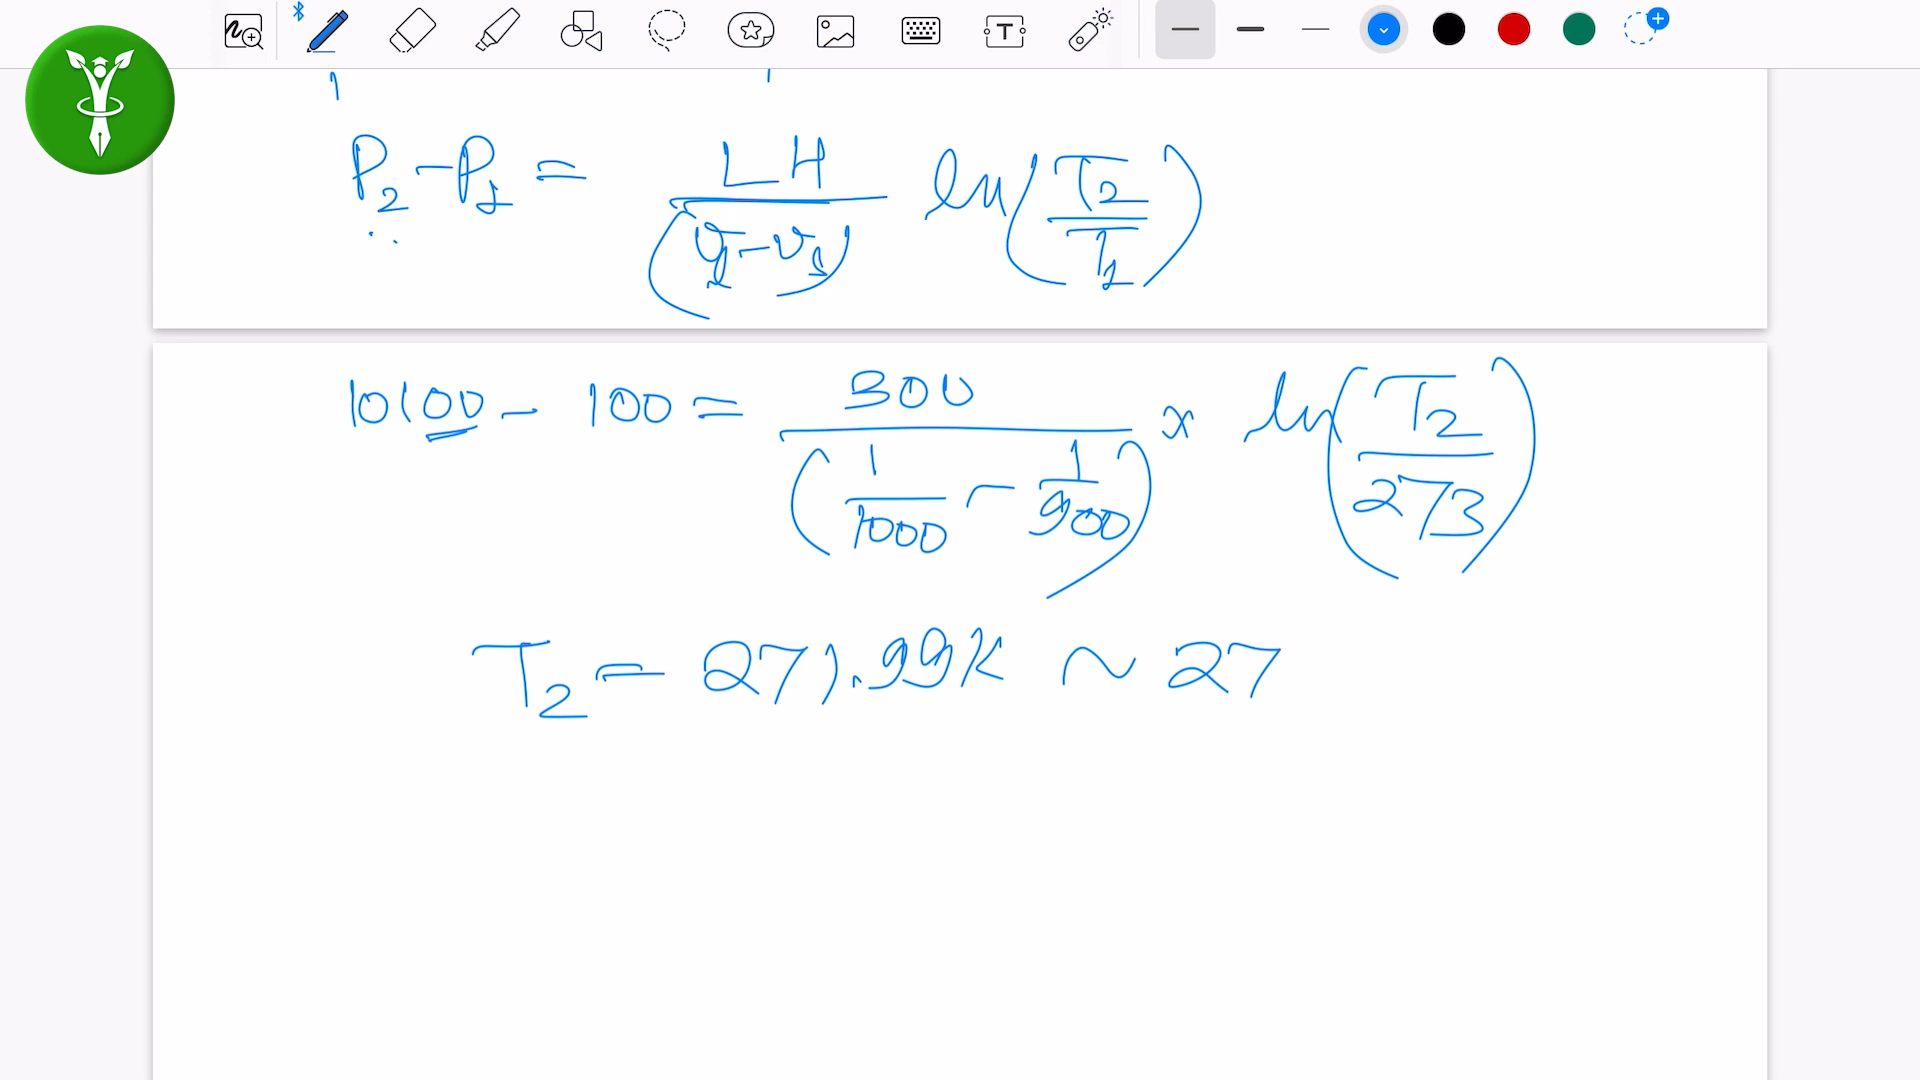 P₂ - P₁ = LH / (v₂ - v₁) ln(T₂ / T₁)
10100 - 100 = 300 / (1/1000 - 1/900) × ln(T₂ / 273)
T₂ = 271.99K ~ 27